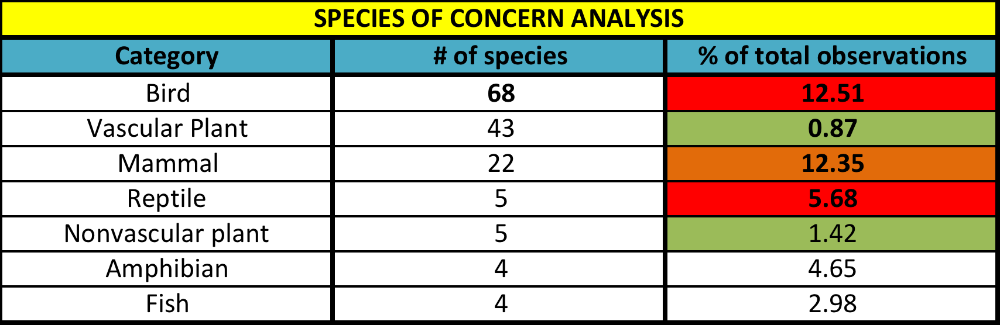 SPECIES OF CONCERN ANALYSIS
Category # of species % of total observations
Bird 68 12.51
Vascular Plant 43 0.87
Mammal 22 12.35
Reptile 5 5.68
Nonvascular plant 5 1.42
Amphibian 4 4.65
Fish 4 2.98